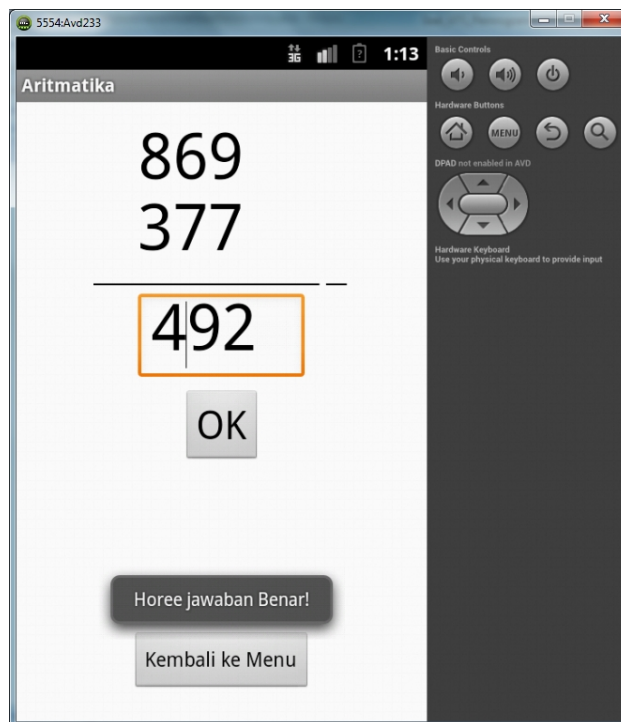 5554:Avd233
3G 1:13
Aritmatika
869
377
492
OK
Horee jawaban Benar!
Kembali ke Menu
Basic Controls
Hardware Buttons
MENU
DPAD not enabled in AVD
Hardware Keyboard
Use your physical keyboard to provide input